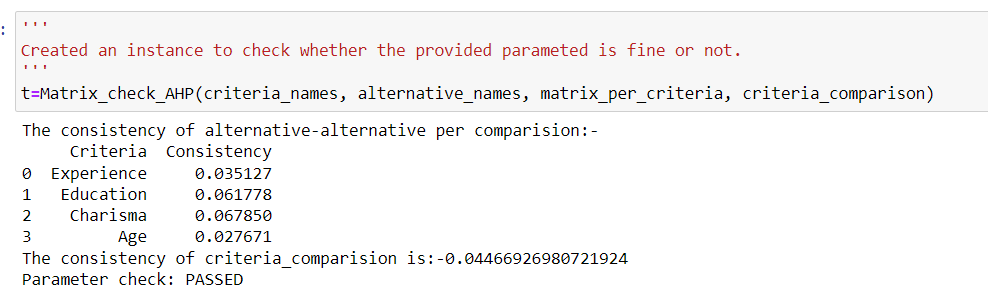 :
'''
Created an instance to check whether the provided parameted is fine or not.
'''
t=Matrix_check_AHP(criteria_names, alternative_names, matrix_per_criteria, criteria_comparison)
The consistency of alternative-alternative per comparision:-
Criteria Consistency
0 Experience 0.035127
1 Education 0.061778
2 Charisma 0.067850
3 Age 0.027671
The consistency of criteria_comparision is:-0.04466926980721924
Parameter check: PASSED